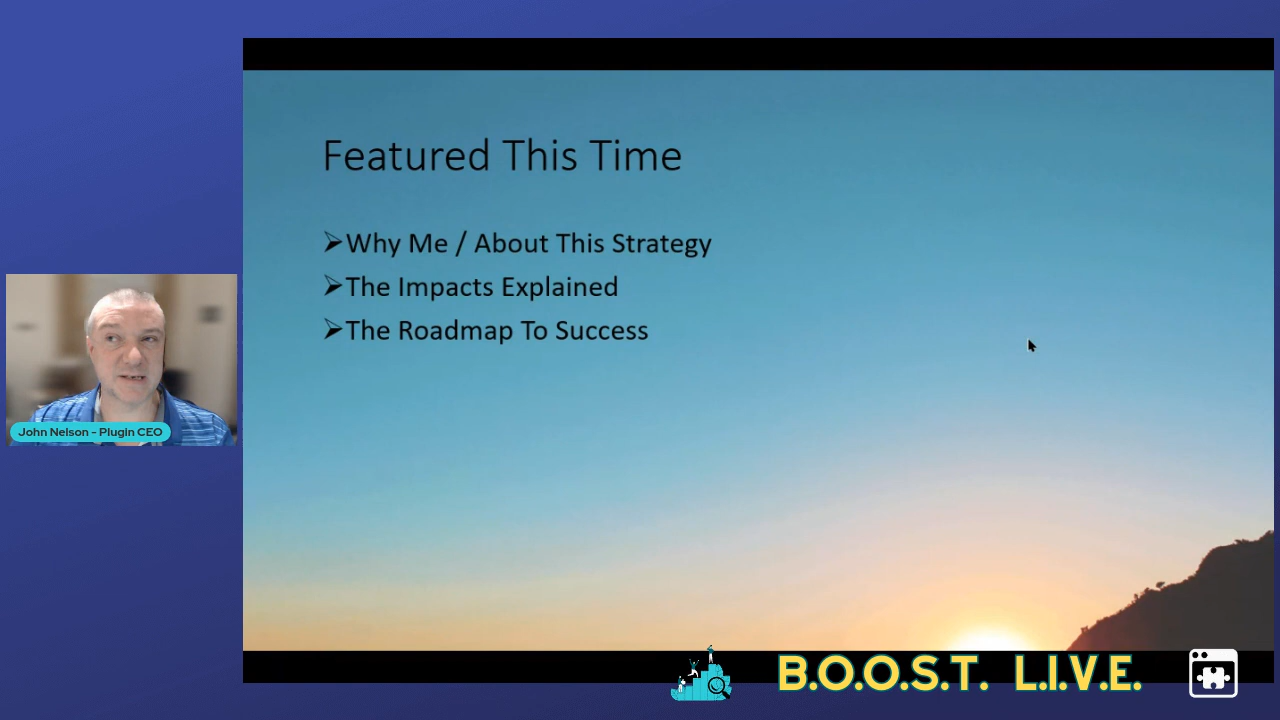 Featured This Time
➢Why Me / About This Strategy
➢The Impacts Explained
➢The Roadmap To Success
John Nelson - Plugin CEO
B.O.O.S.T. L.I.V.E.